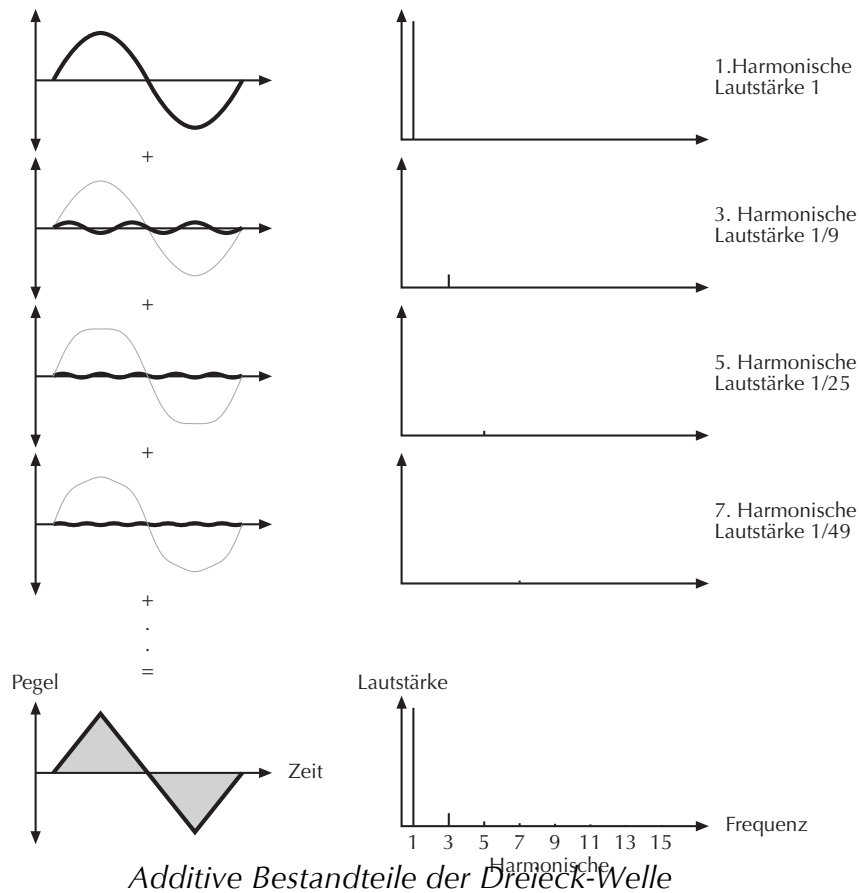 1.Harmonische
Lautstärke 1
+
3. Harmonische
Lautstärke 1/9
+
5. Harmonische
Lautstärke 1/25
+
7. Harmonische
Lautstärke 1/49
+
.
.
=
Pegel
Lautstärke
Zeit
Frequenz
1 3 5 7 9 11 13 15
Harmonische
Additive Bestandteile der Dreieck-Welle